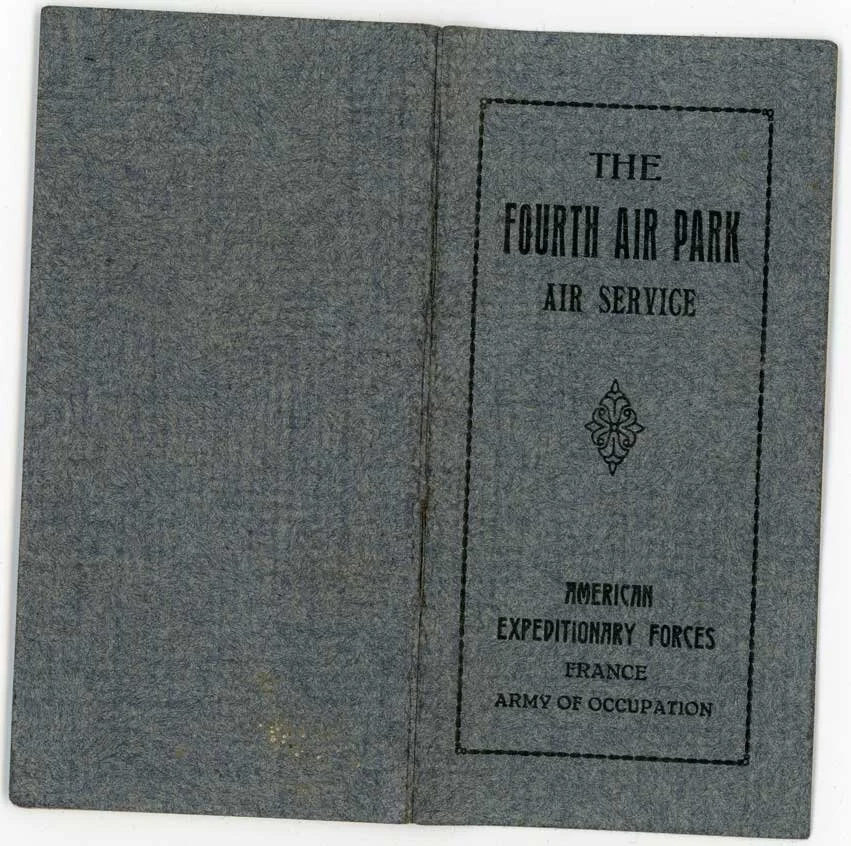 THE
FOURTH AIR PARK
AIR SERVICE
AMERICAN
EXPEDITIONARY FORCES
FRANCE
ARMY OF OCCUPATION